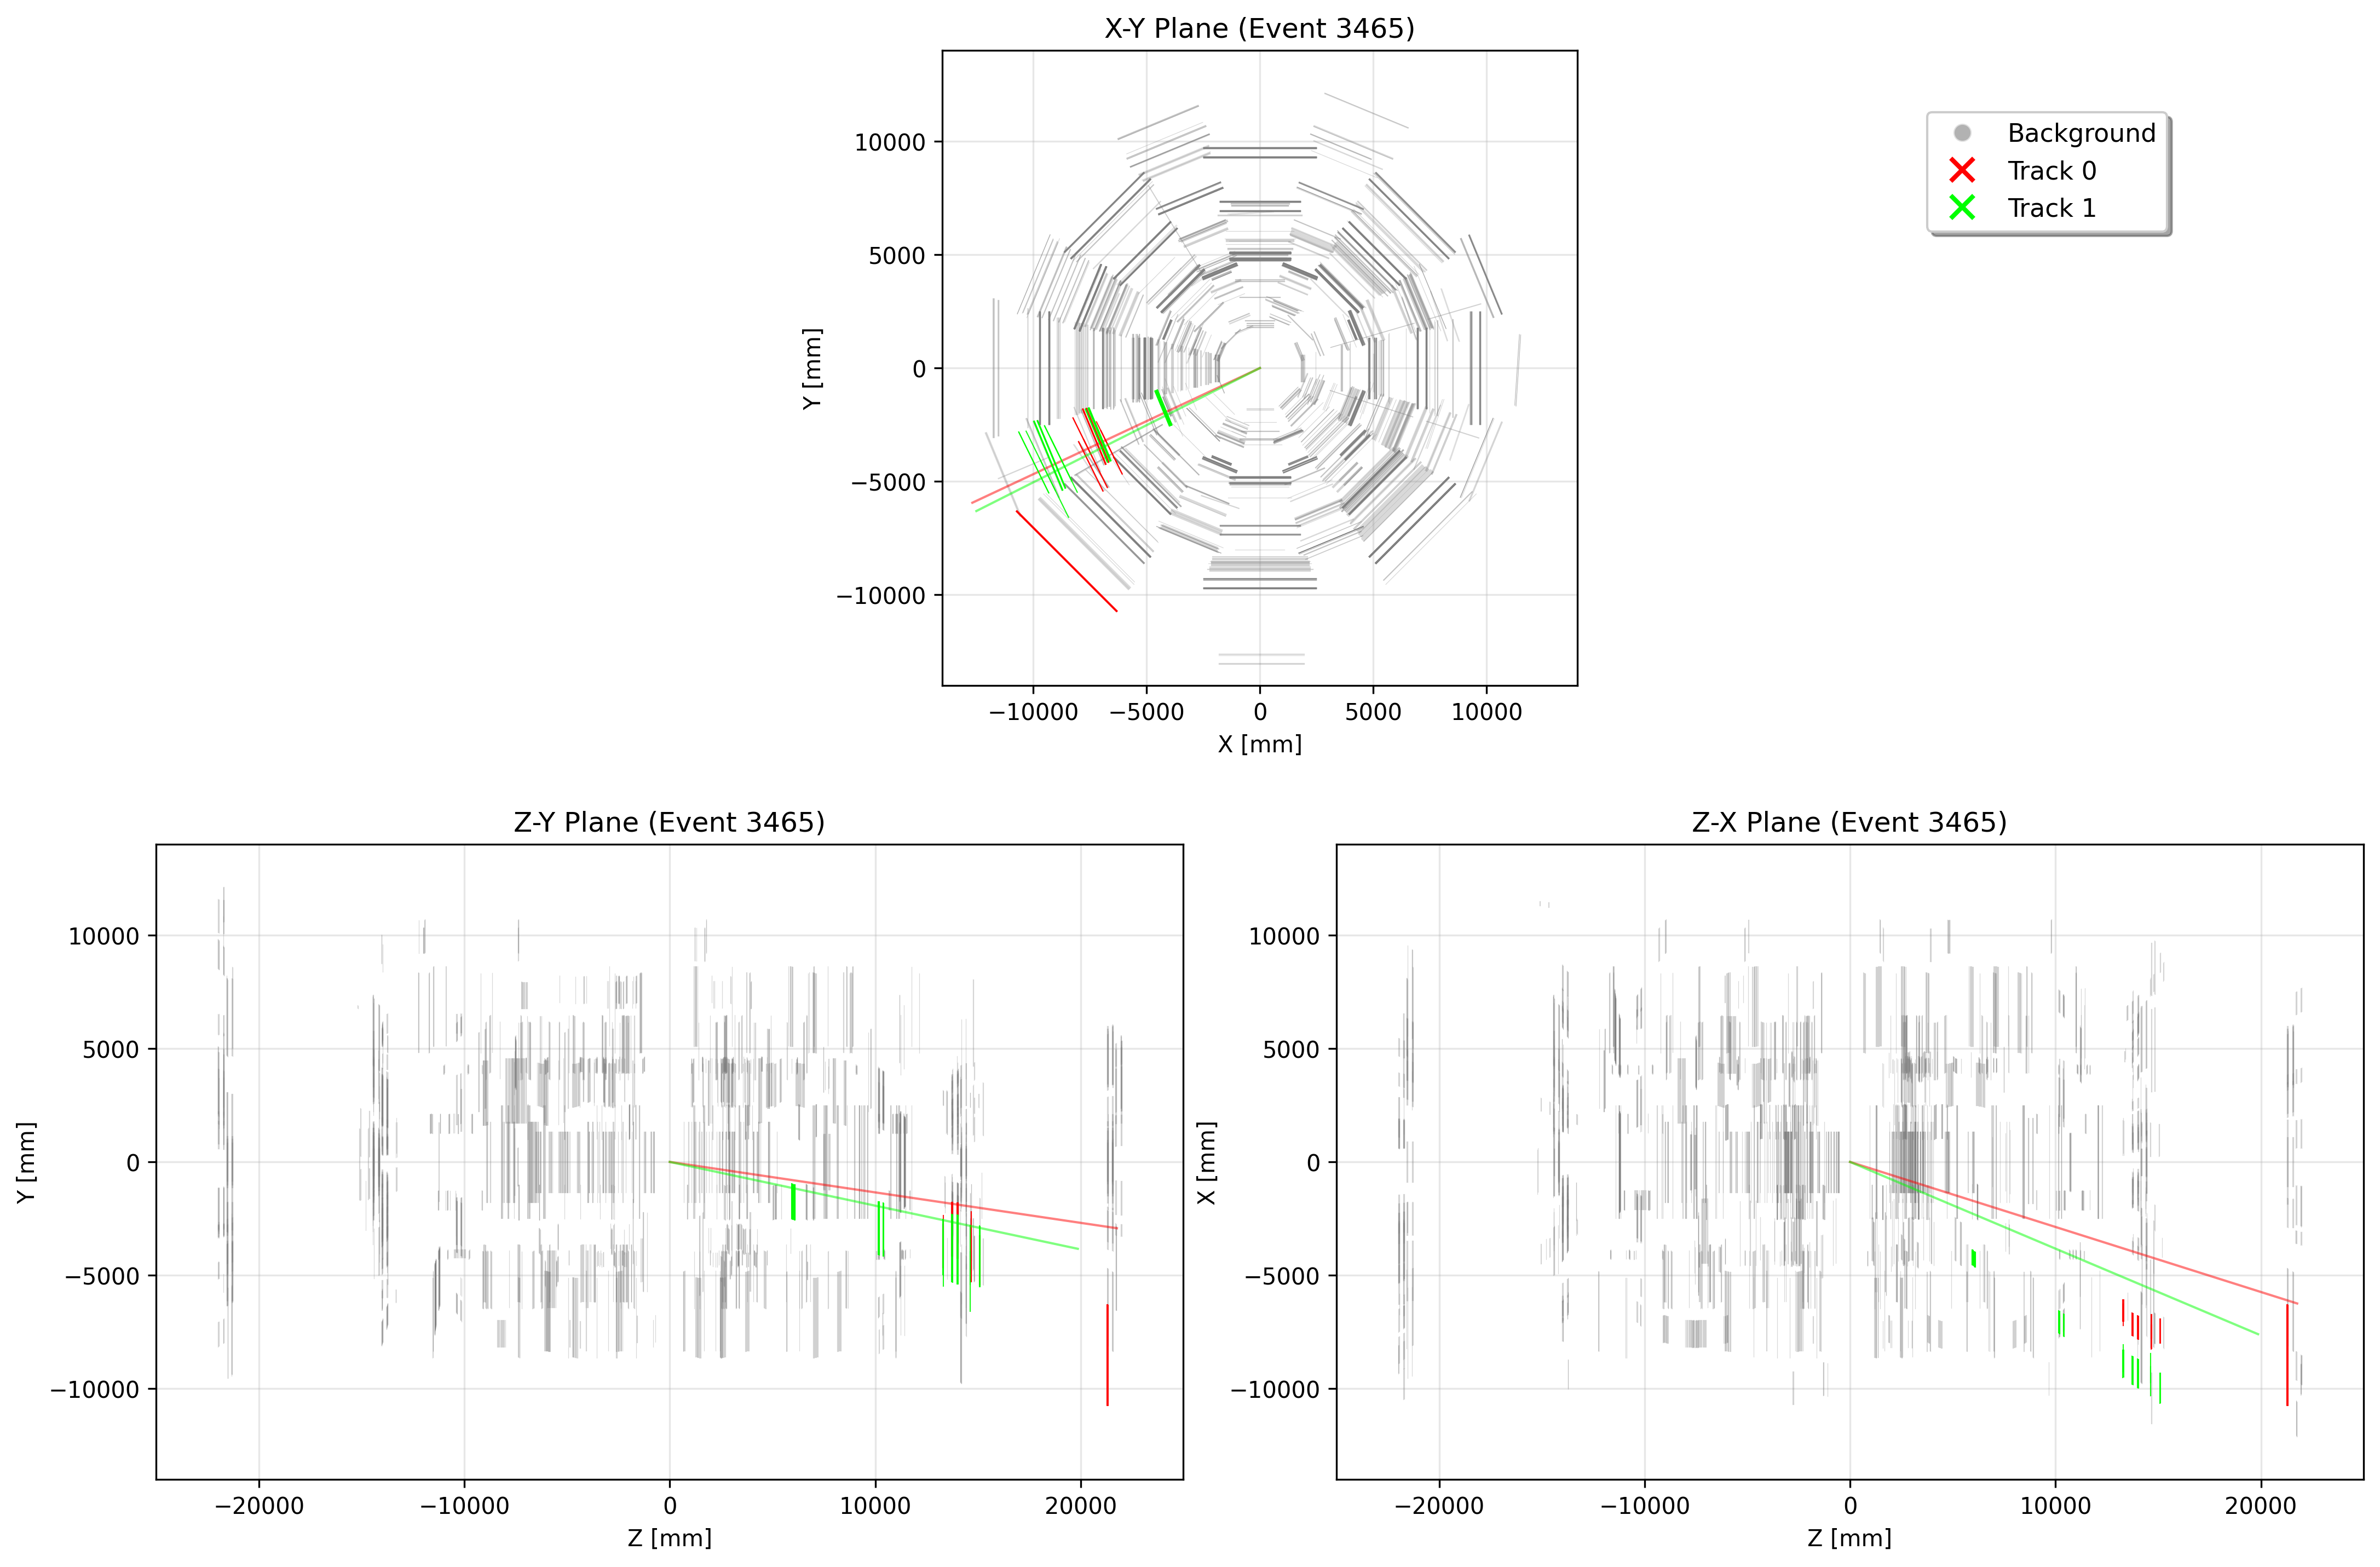 X-Y Plane (Event 3465)
Background
Track 0
Track 1
10000
5000
0
−5000
−10000
Y [mm]
−10000 −5000 0 5000 10000
X [mm]
Z-Y Plane (Event 3465)
10000
5000
0
−5000
−10000
Y [mm]
−20000 −10000 0 10000 20000
Z [mm]
Z-X Plane (Event 3465)
10000
5000
0
−5000
−10000
X [mm]
−20000 −10000 0 10000 20000
Z [mm]